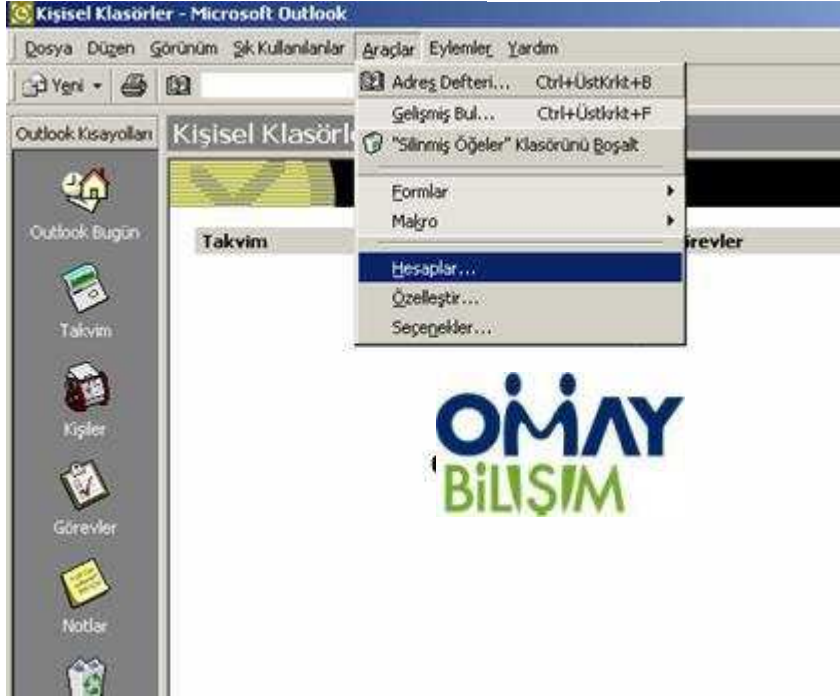 Kişisel Klasörler - Microsoft Outlook
Dosya Düzen Görünüm Sık Kullanılanlar Araçlar Eylemler Yardım
Yeni
Adres Defteri... Ctrl+ÜstKrkt+B
Gelişmiş Bul... Ctrl+Üstkrkt+F
"Silinmiş Öğeler" Klasörünü Boşalt
Formlar
Makro
Hesaplar...
Özelleştir...
Seçenekler...
Outlook Kısayolları
Kişisel Klasörl
Outlook Bugün
Takvim
Kişiler
Görevler
Notlar
Takvim
irevler
OMAY
BİLİŞİM